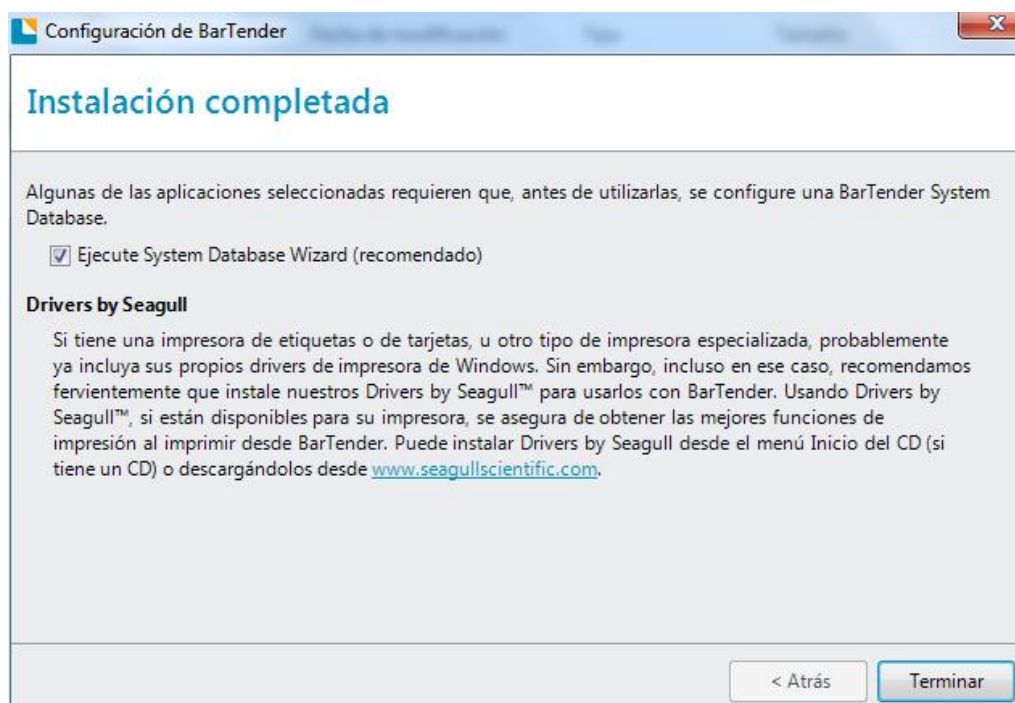 Configuración de BarTender
Instalación completada
Algunas de las aplicaciones seleccionadas requieren que, antes de utilizarlas, se configure una BarTender System
Database.
Ejecute System Database Wizard (recomendado)
Drivers by Seagull
Si tiene una impresora de etiquetas o de tarjetas, u otro tipo de impresora especializada, probablemente
ya incluya sus propios drivers de impresora de Windows. Sin embargo, incluso en ese caso, recomendamos
fervientemente que instale nuestros Drivers by Seagull™ para usarlos con BarTender. Usando Drivers by
Seagull™, si están disponibles para su impresora, se asegura de obtener las mejores funciones de
impresión al imprimir desde BarTender. Puede instalar Drivers by Seagull desde el menú Inicio del CD (si
tiene un CD) o descargándolos desde www.seagullscientific.com.
< Atrás
Terminar